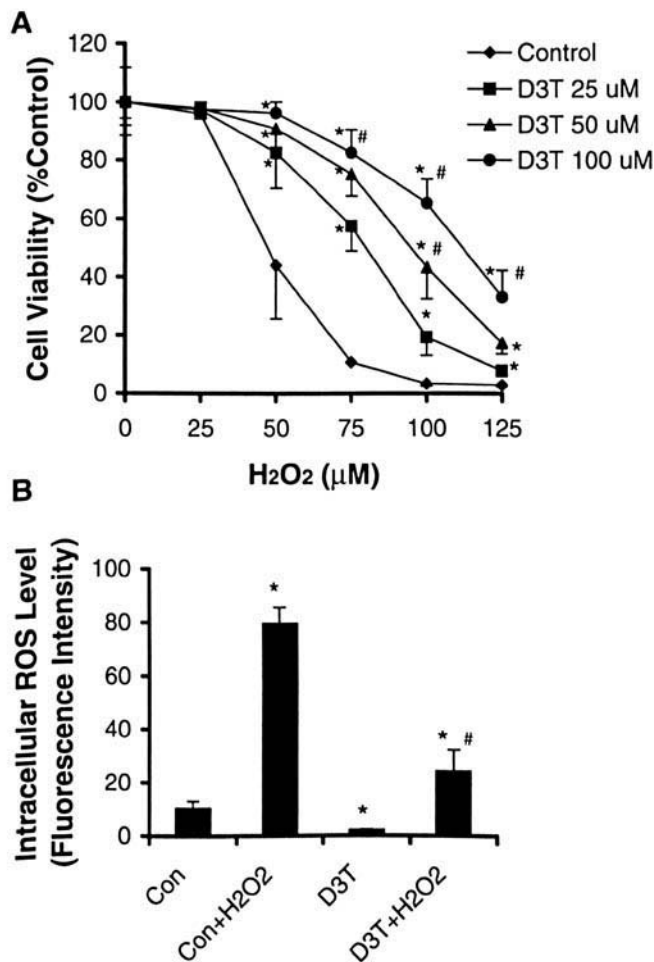 A
120
100
80
60
40
20
0
Cell Viability (%Control)
Control
D3T 25 uM
D3T 50 uM
D3T 100 uM
* * # * # * #
* * * # *
* * * *
0 25 50 75 100 125
H2O2 (μM)
B
100
80
60
40
20
0
Intracellular ROS Level
(Fluorescence Intensity)
* * * #
Con
Con+H2O2
D3T
D3T+H2O2